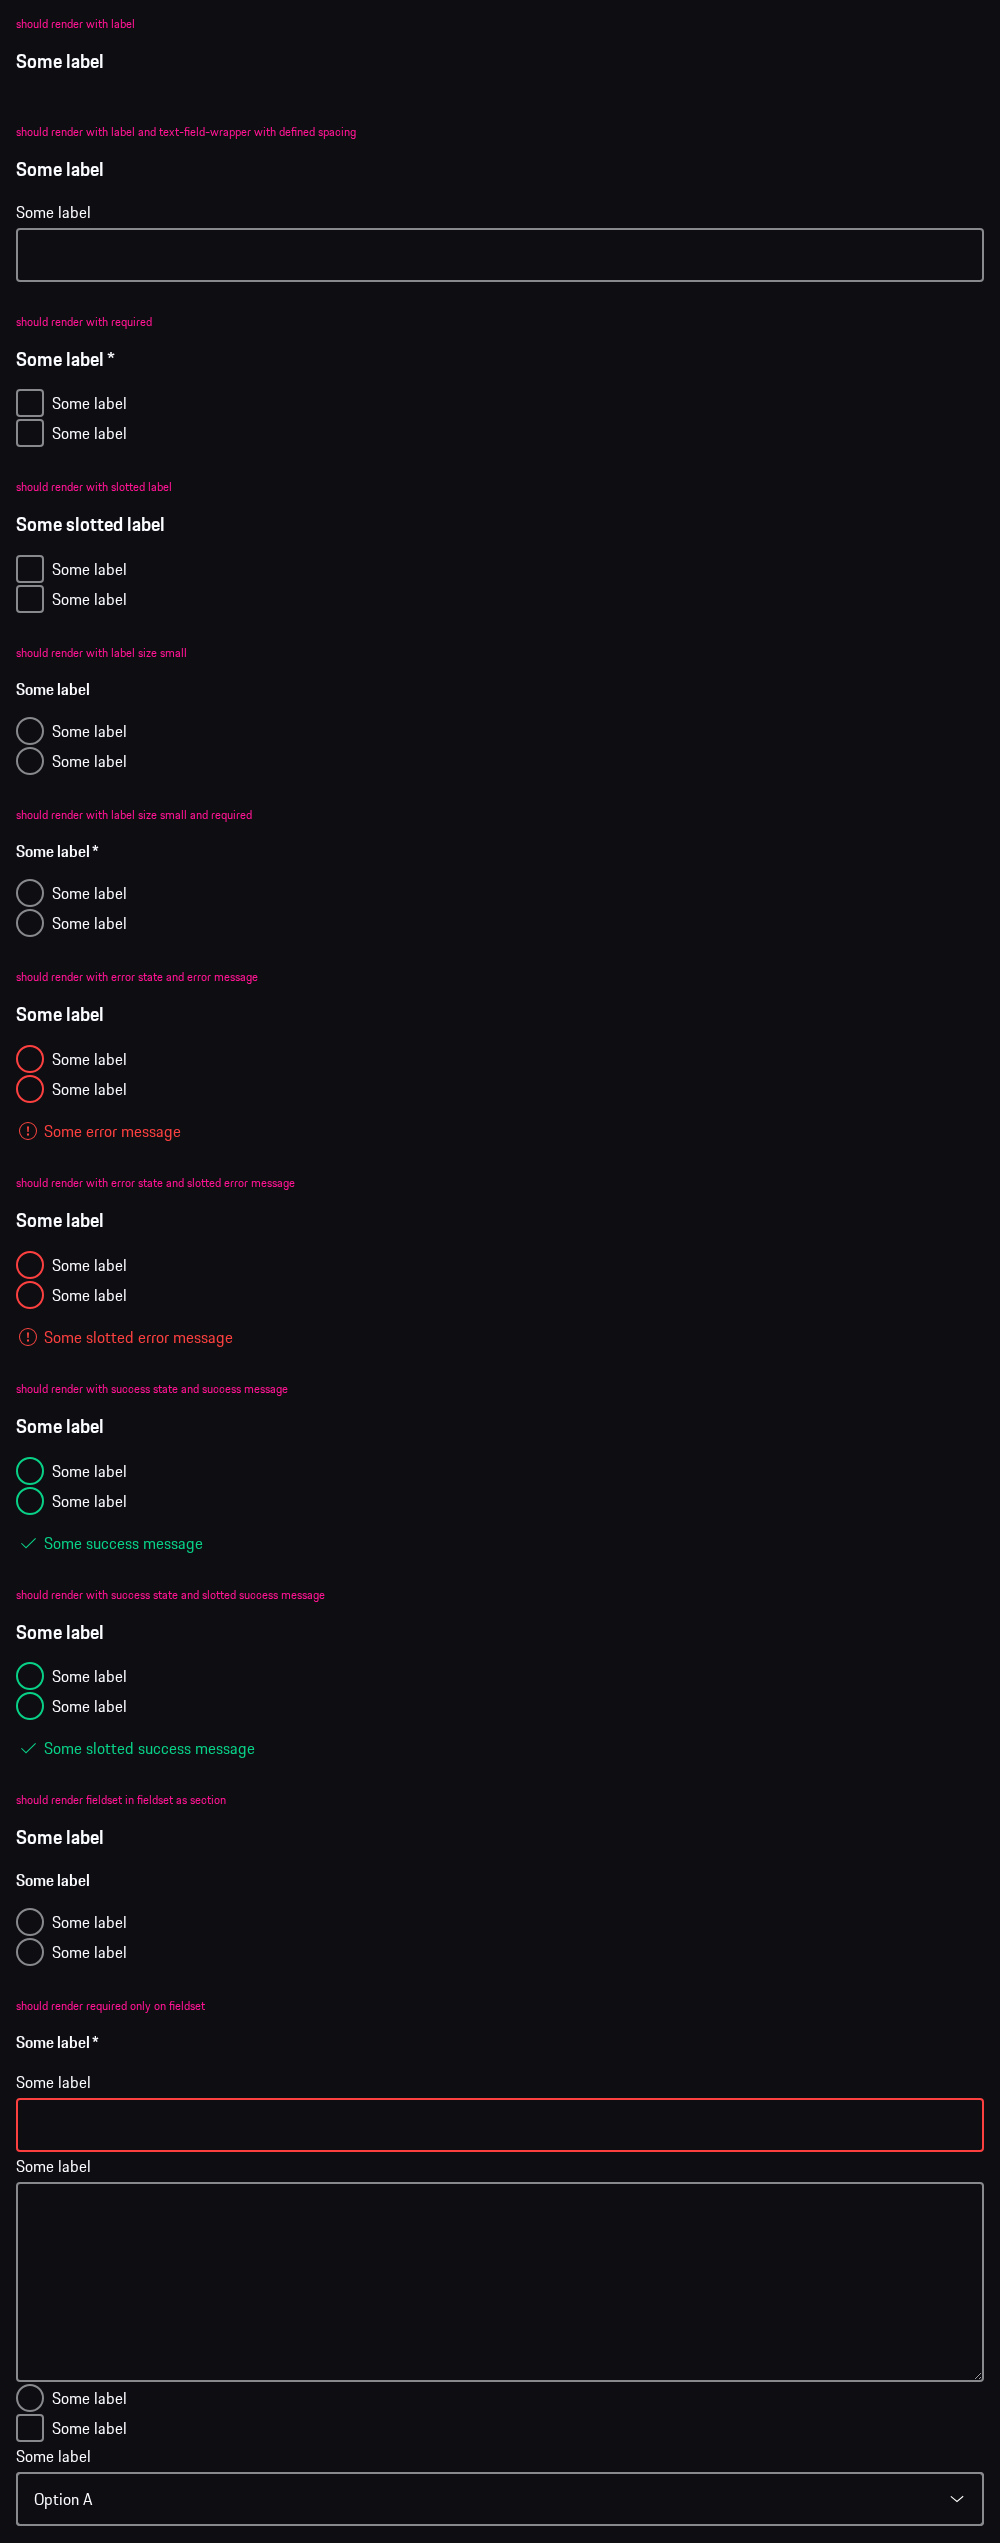 should render with label
Some label
should render with label and text-field-wrapper with defined spacing
Some label
Some label
should render with required
Some label *
Some label
Some label
should render with slotted label
Some slotted label
Some label
Some label
should render with label size small
Some label
Some label
Some label
should render with label size small and required
Some label *
Some label
Some label
should render with error state and error message
Some label
Some label
Some label
Some error message
should render with error state and slotted error message
Some label
Some label
Some label
Some slotted error message
should render with success state and success message
Some label
Some label
Some label
Some success message
should render with success state and slotted success message
Some label
Some label
Some label
Some slotted success message
should render fieldset in fieldset as section
Some label
Some label
Some label
Some label
should render required only on fieldset
Some label *
Some label
Some label
Some label
Some label
Some label
Option A